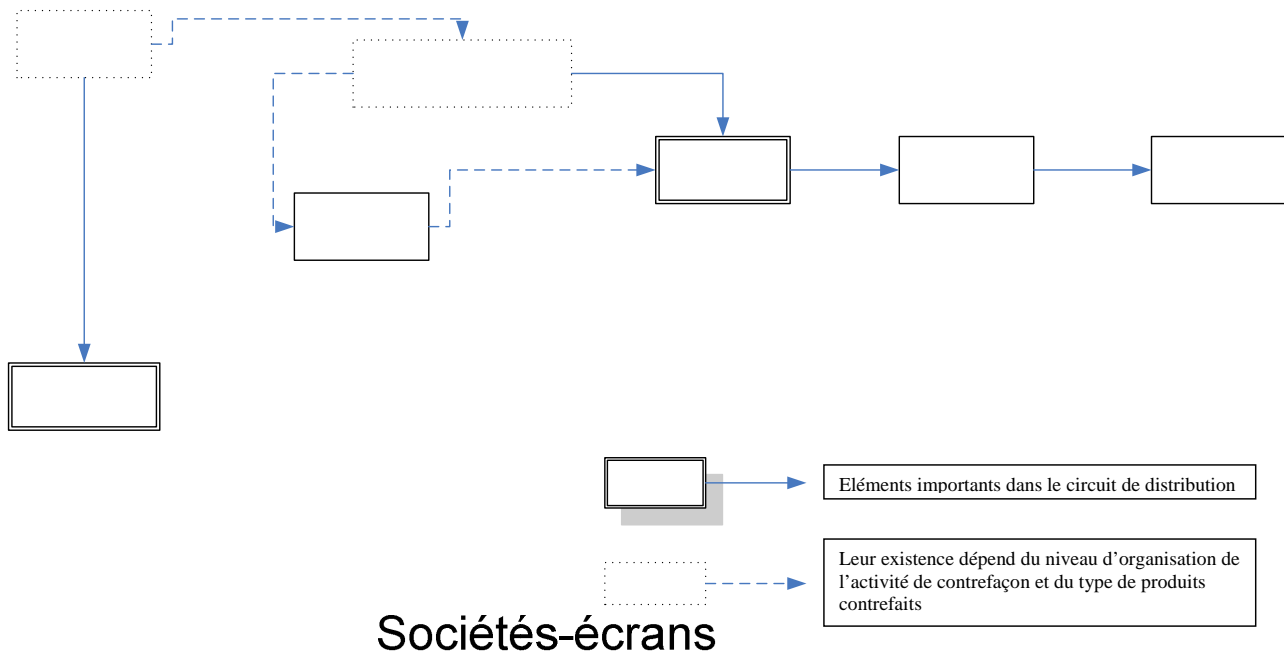 Eléments importants dans le circuit de distribution
Leur existence dépend du niveau d’organisation de
l’activité de contrefaçon et du type de produits
contrefaits
Sociétés-écrans